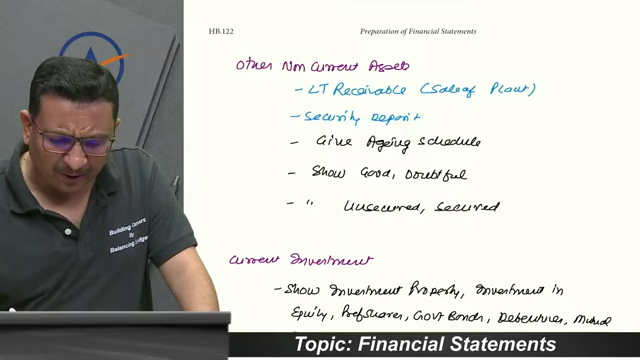 HB.122
Preparation of Financial Statements
Other Non Current Assets
- LT Receivable (Sale of Plant)
- Security Deposit
- Give Ageing Schedule
- Show Good, Doubtful
- " Unsecured, Secured
Current Investment
- Show Investment Property, Investment in
Equity, Pref Shares, Govt Bonds, Debentures, Mutual
Building Careers
By
Balancing Ledgers
Topic: Financial Statements